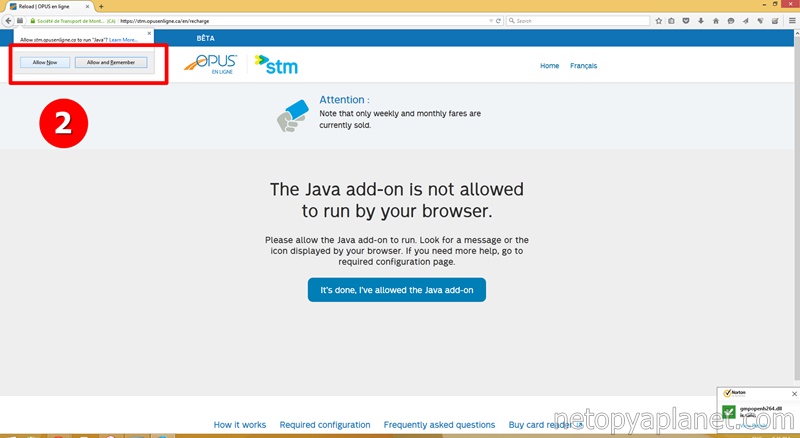 Reload | OPUS en ligne
Société de Transport de Mont... (CA) https://stm.opusenligne.ca/en/recharge
Search
Allow stm.opusenligne.ca to run "Java"? Learn More...
Allow Now Allow and Remember
2
BÊTA
OPUS
EN LIGNE
stm
Home Français
Attention :
Note that only weekly and monthly fares are
currently sold.
The Java add-on is not allowed
to run by your browser.
Please allow the Java add-on to run. Look for a message or the
icon displayed by your browser. If you need more help, go to
required configuration page.
It's done, I've allowed the Java add-on
Norton
gmpopenh264.dll
is safe.
netopyaplanet.com
How it works Required configuration Frequently asked questions Buy card reader